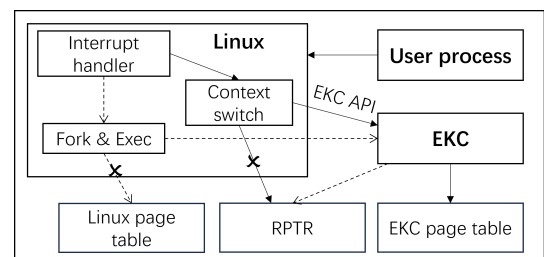 Interrupt
handler
Linux
User process
Context
switch
EKC API
Fork & Exec
EKC
x
x
Linux page
table
RPTR
EKC page table